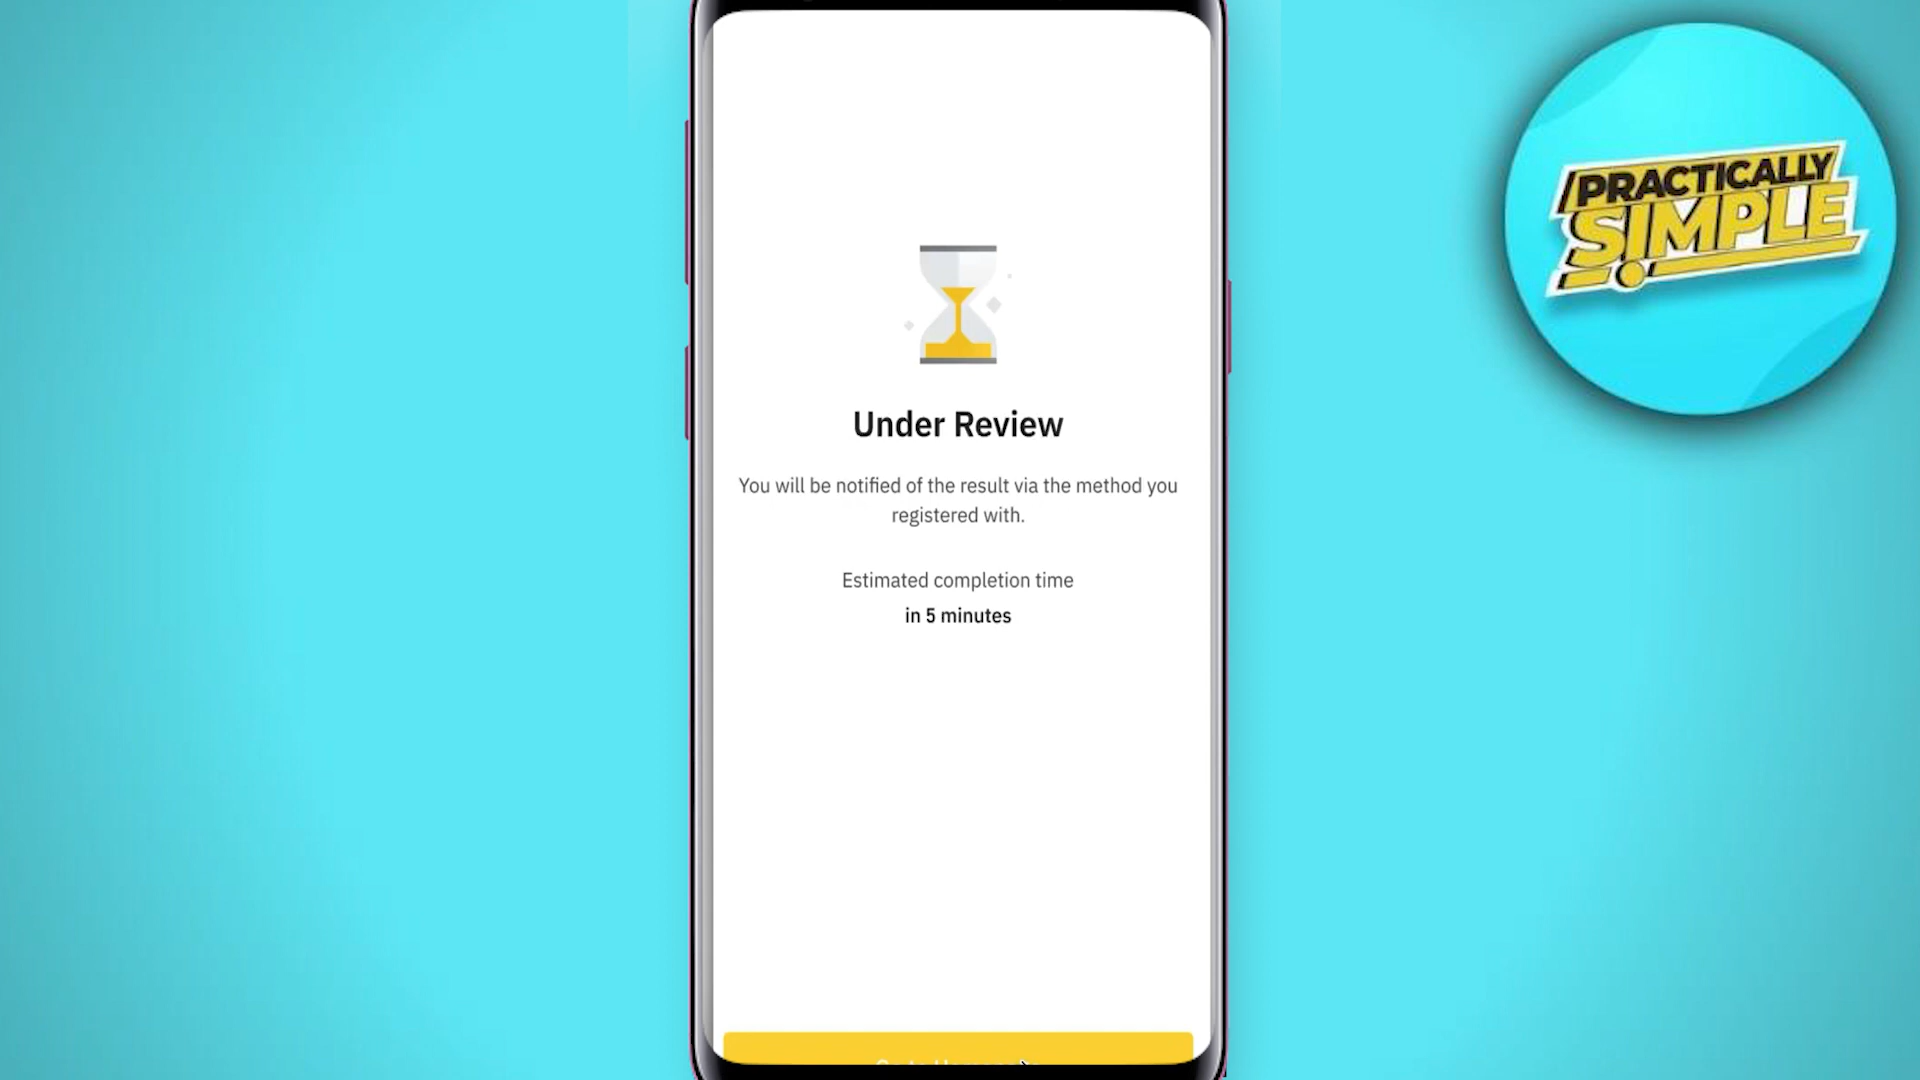 PRACTICALLY
SIMPLE
Under Review
You will be notified of the result via the method you
registered with.
Estimated completion time
in 5 minutes